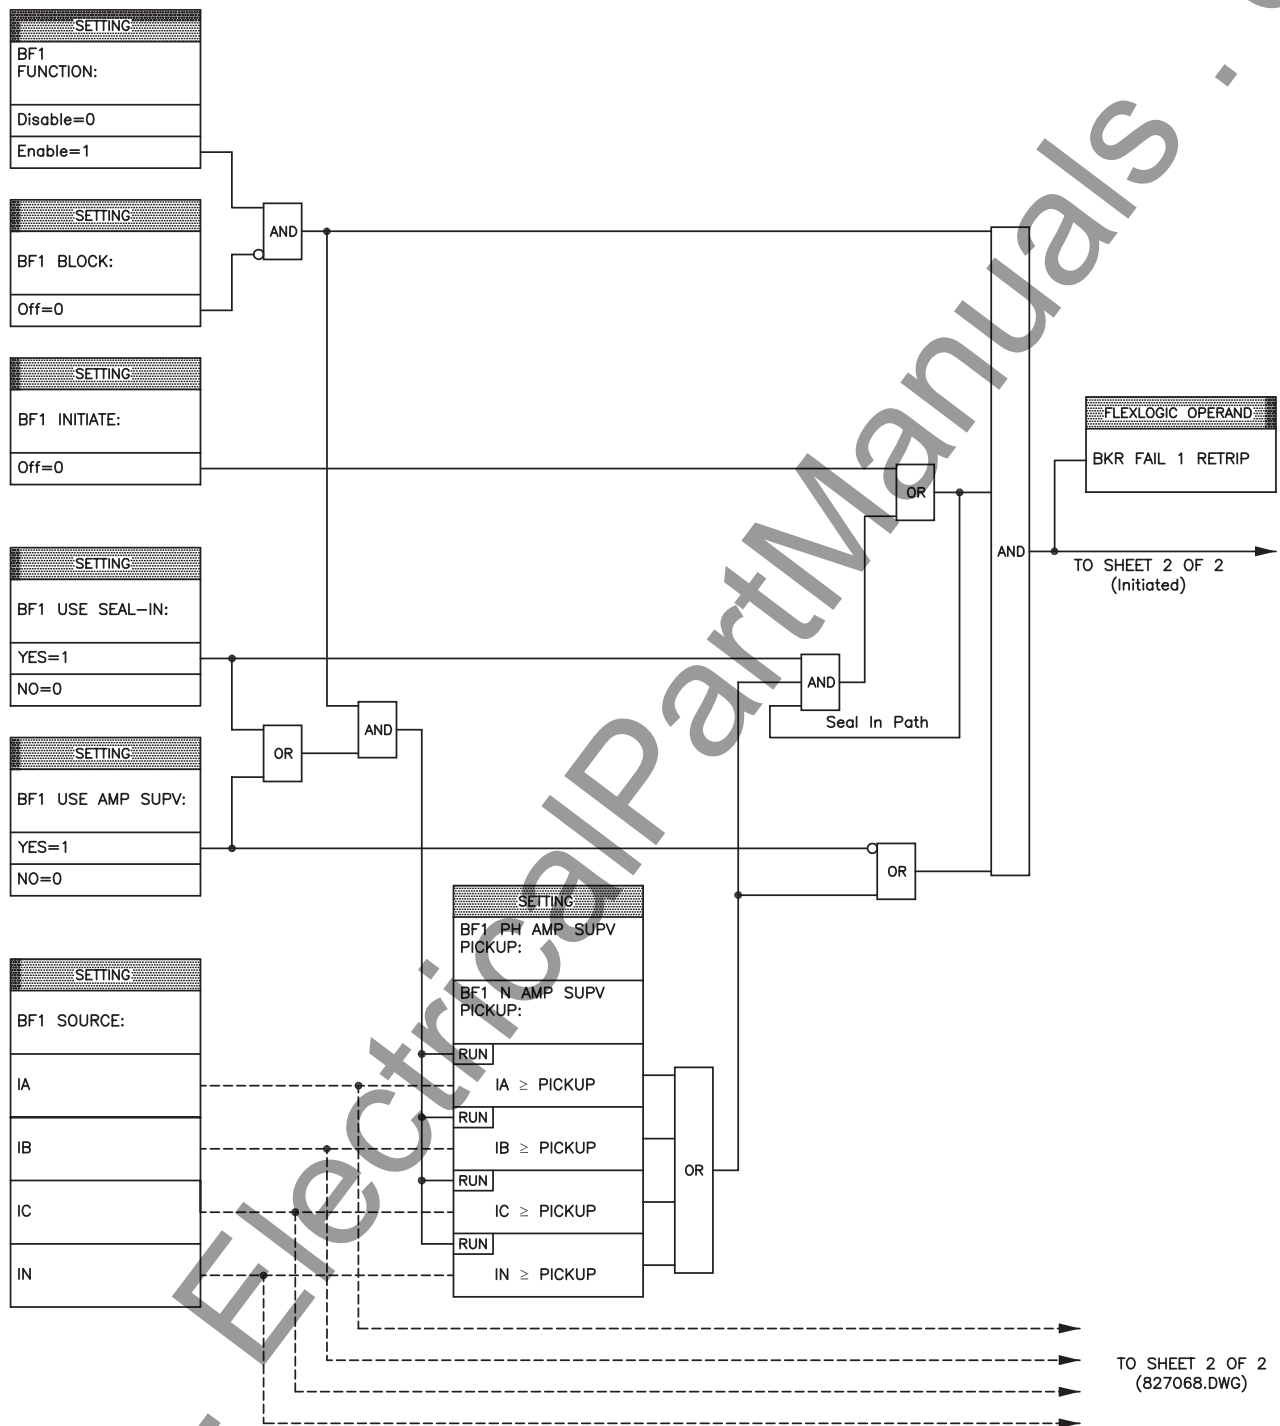 SETTING
BF1
FUNCTION:
Disable=0
Enable=1
SETTING
BF1 BLOCK:
Off=0
AND
SETTING
BF1 INITIATE:
Off=0
OR
FLEXLOGIC OPERAND
BKR FAIL 1 RETRIP
AND
TO SHEET 2 OF 2
(Initiated)
SETTING
BF1 USE SEAL-IN:
YES=1
NO=0
AND
Seal In Path
SETTING
BF1 USE AMP SUPV:
YES=1
NO=0
OR
AND
OR
SETTING
BF1 PH AMP SUPV
PICKUP:
BF1 N AMP SUPV
PICKUP:
RUN
IA ≥ PICKUP
RUN
IB ≥ PICKUP
RUN
IC ≥ PICKUP
RUN
IN ≥ PICKUP
OR
SETTING
BF1 SOURCE:
IA
IB
IC
IN
TO SHEET 2 OF 2
(827068.DWG)
. ElectricalPartManuals .